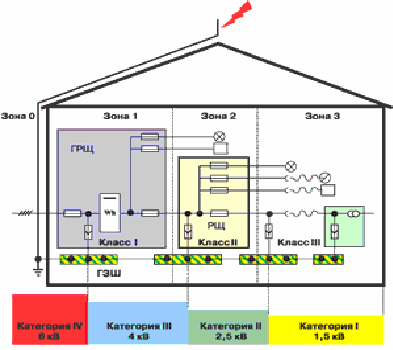 Зона 0
Зона 1
Зона 2
Зона 3
ГРЩ
Wh
РЩ
Класс I
Класс II
Класс III
ГЗШ
Категория IV
6 кВ
Категория III
4 кВ
Категория II
2,5 кВ
Категория I
1,5 кВ